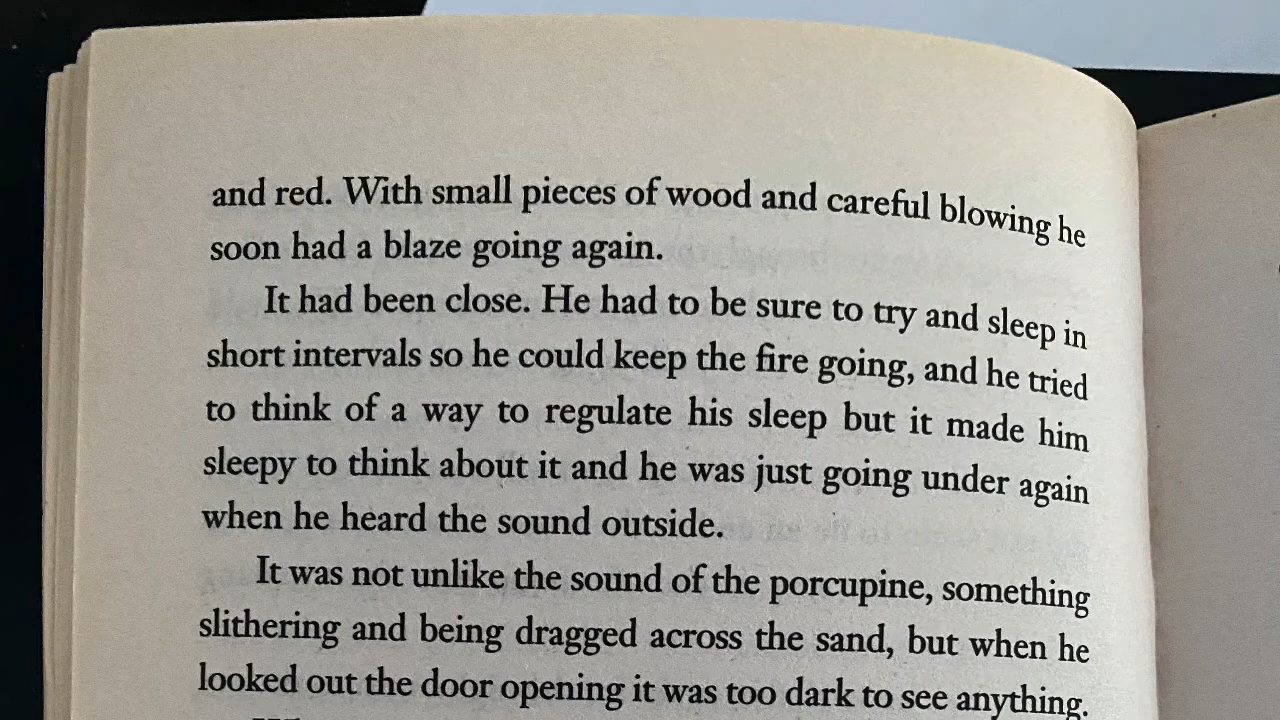 and red. With small pieces of wood and careful blowing he
soon had a blaze going again.
It had been close. He had to be sure to try and sleep in
short intervals so he could keep the fire going, and he tried
to think of a way to regulate his sleep but it made him
sleepy to think about it and he was just going under again
when he heard the sound outside.
It was not unlike the sound of the porcupine, something
slithering and being dragged across the sand, but when he
looked out the door opening it was too dark to see anything.